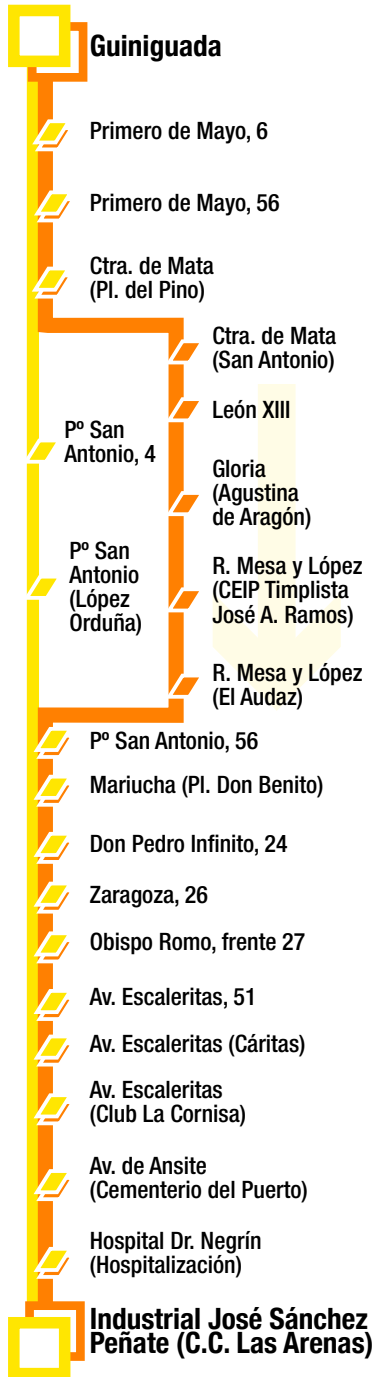 Guiniguada
Primero de Mayo, 6
Primero de Mayo, 56
Ctra. de Mata
(Pl. del Pino)
Ctra. de Mata
(San Antonio)
León XIII
Pº San
Antonio, 4
Gloria
(Agustina
de Aragón)
Pº San
Antonio
(López
Orduña)
R. Mesa y López
(CEIP Timplista
José A. Ramos)
R. Mesa y López
(El Audaz)
Pº San Antonio, 56
Mariucha (Pl. Don Benito)
Don Pedro Infinito, 24
Zaragoza, 26
Obispo Romo, frente 27
Av. Escaleritas, 51
Av. Escaleritas (Cáritas)
Av. Escaleritas
(Club La Cornisa)
Av. de Ansite
(Cementerio del Puerto)
Hospital Dr. Negrín
(Hospitalización)
Industrial José Sánchez
Peñate (C.C. Las Arenas)